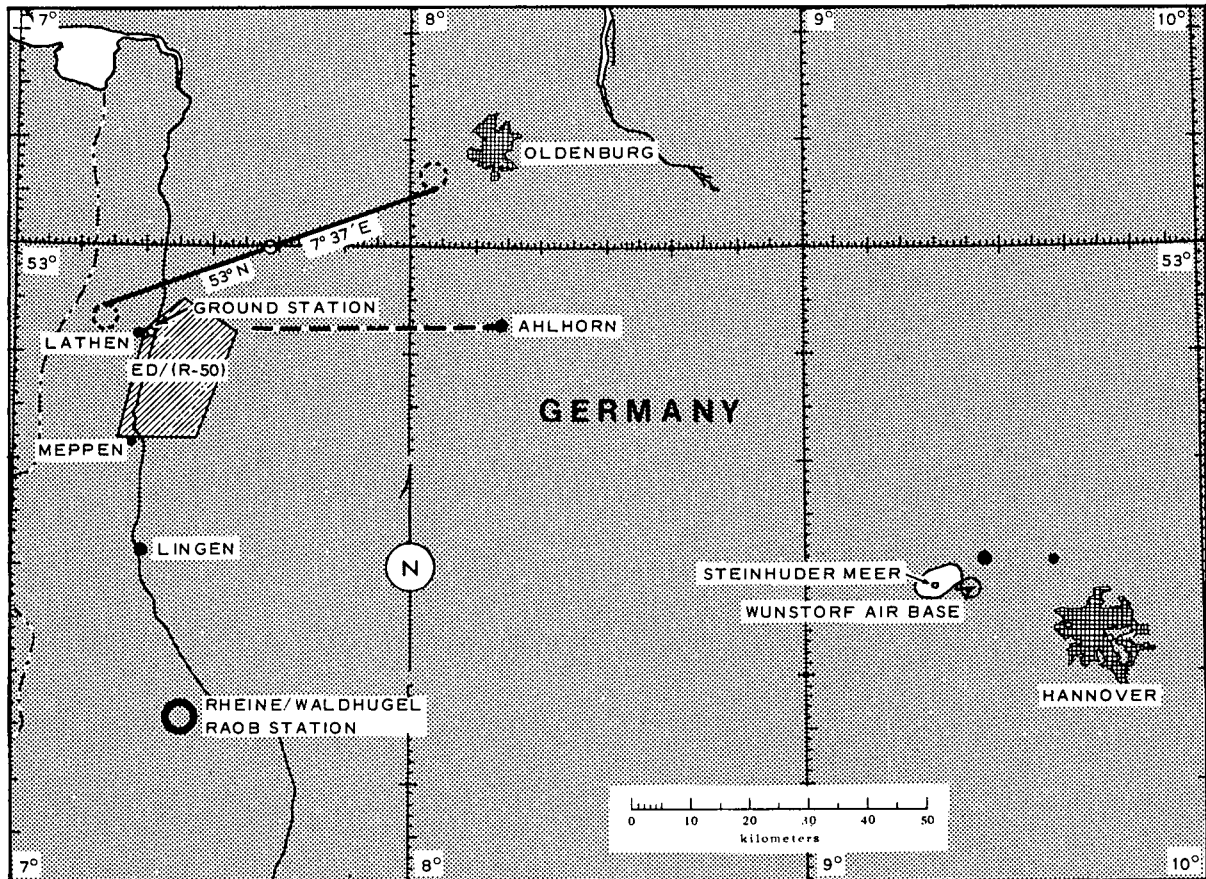 7°
8°
9°
10°
OLDENBURG
7° 37′ E
53° N
53°
53°
GROUND STATION
LATHEN
AHLHORN
ED/(R-50)
GERMANY
MEPPEN
LINGEN
N
STEINHUDER MEER
WUNSTORF AIR BASE
HANNOVER
RHEINE/WALDHUGEL
RAOB STATION
0 10 20 30 40 50
kilometers
7°
8°
9°
10°